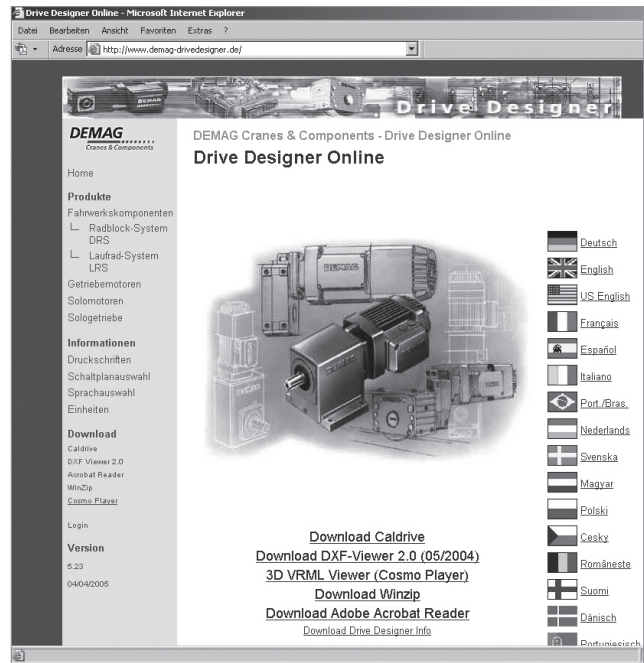 Drive Designer Online - Microsoft Internet Explorer
Datei Bearbeiten Ansicht Favoriten Extras ?
Adresse http://www.demag-drivedesigner.de/
DEMAG
Drive Designer
DEMAG
Cranes & Components
Home
Produkte
Fahrwerkskomponenten
Radblock-System
DRS
Laufrad-System
LRS
Getriebemotoren
Solomotoren
Sologetriebe
Informationen
Druckschriften
Schaltplanauswahl
Sprachauswahl
Einheiten
Download
Caldrive
DXF Viewer 2.0
Acrobat Reader
WinZip
Cosmo Player
Login
Version
5.23
04/04/2005
DEMAG Cranes & Components - Drive Designer Online
Drive Designer Online
DEMAG
Download Caldrive
Download DXF-Viewer 2.0 (05/2004)
3D VRML Viewer (Cosmo Player)
Download Winzip
Download Adobe Acrobat Reader
Download Drive Designer Info
Deutsch
English
US English
Français
Español
Italiano
Port./Bras.
Nederlands
Svenska
Magyar
Polski
Cesky
Româneste
Suomi
Dänisch
Portugiesisch